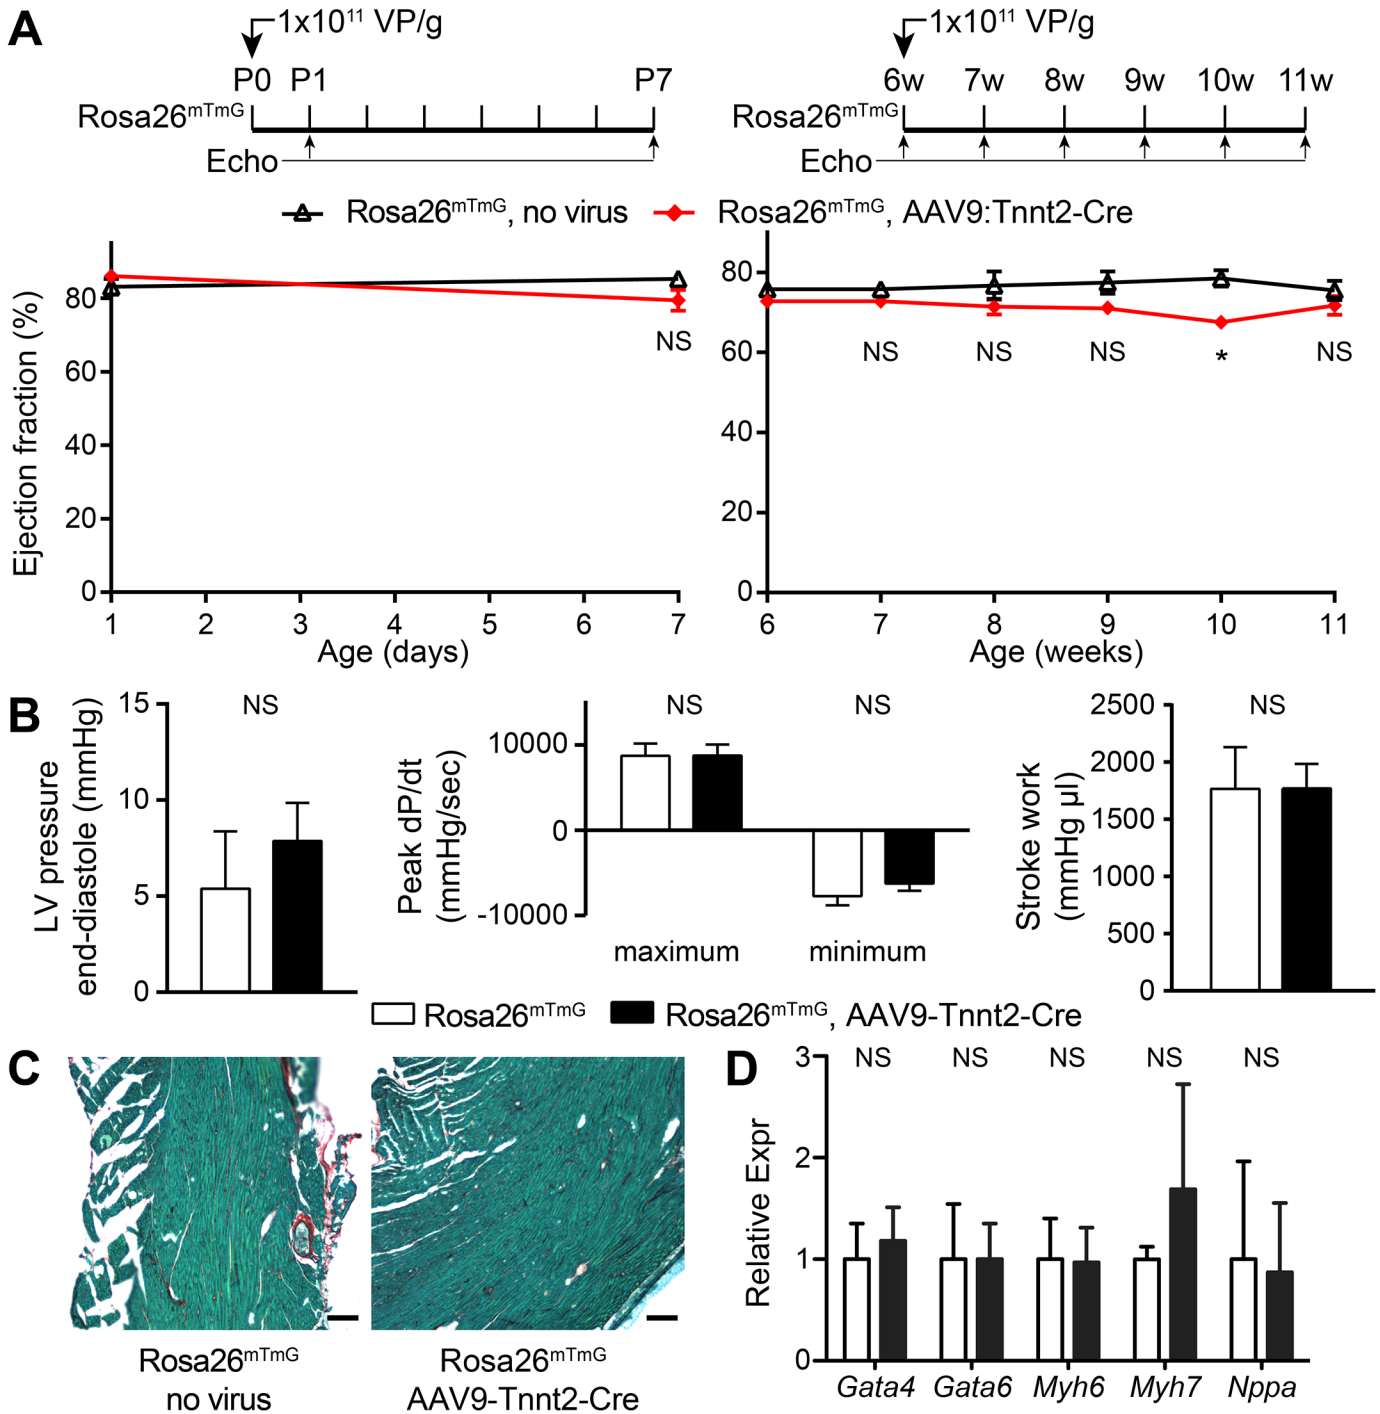 A
1x10¹¹ VP/g
P0 P1 P7
Rosa26mTmG
Echo
1x10¹¹ VP/g
6w 7w 8w 9w 10w 11w
Rosa26mTmG
Echo
Rosa26mTmG, no virus
Rosa26mTmG, AAV9:Tnnt2-Cre
Ejection fraction (%)
80
60
40
20
0
NS
1 2 3 4 5 6 7
Age (days)
80
60
40
20
0
NS NS NS * NS
6 7 8 9 10 11
Age (weeks)
B
LV pressure
end-diastole (mmHg)
15
10
5
0
NS
Peak dP/dt
(mmHg/sec)
10000
0
-10000
NS NS
maximum minimum
Stroke work
(mmHg µl)
2500
2000
1500
1000
500
0
NS
Rosa26mTmG
Rosa26mTmG, AAV9-Tnnt2-Cre
C
Rosa26mTmG
no virus
Rosa26mTmG
AAV9-Tnnt2-Cre
D
Relative Expr
3
2
1
0
NS NS NS NS NS
Gata4 Gata6 Myh6 Myh7 Nppa